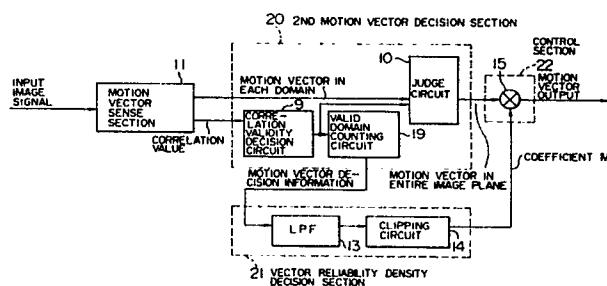 20
2ND MOTION VECTOR DECISION SECTION
11
10
CONTROL
SECTION
22
15
INPUT
IMAGE
SIGNAL
MOTION
VECTOR
SENSE
SECTION
MOTION VECTOR IN
EACH DOMAIN
JUDGE
CIRCUIT
MOTION
VECTOR
OUTPUT
CORRELATION
VALUE
9
CORRE-
LATION
VALIDITY
DECISION
CIRCUIT
VALID
DOMAIN
COUNTING
CIRCUIT
19
MOTION VECTOR DE-
CISION INFORMATION
MOTION VECTOR IN
ENTIRE IMAGE PLANE
COEFFICIENT M
LPF
13
CLIPPING
CIRCUIT
14
21
VECTOR RELIABILITY DENSITY
DECISION SECTION